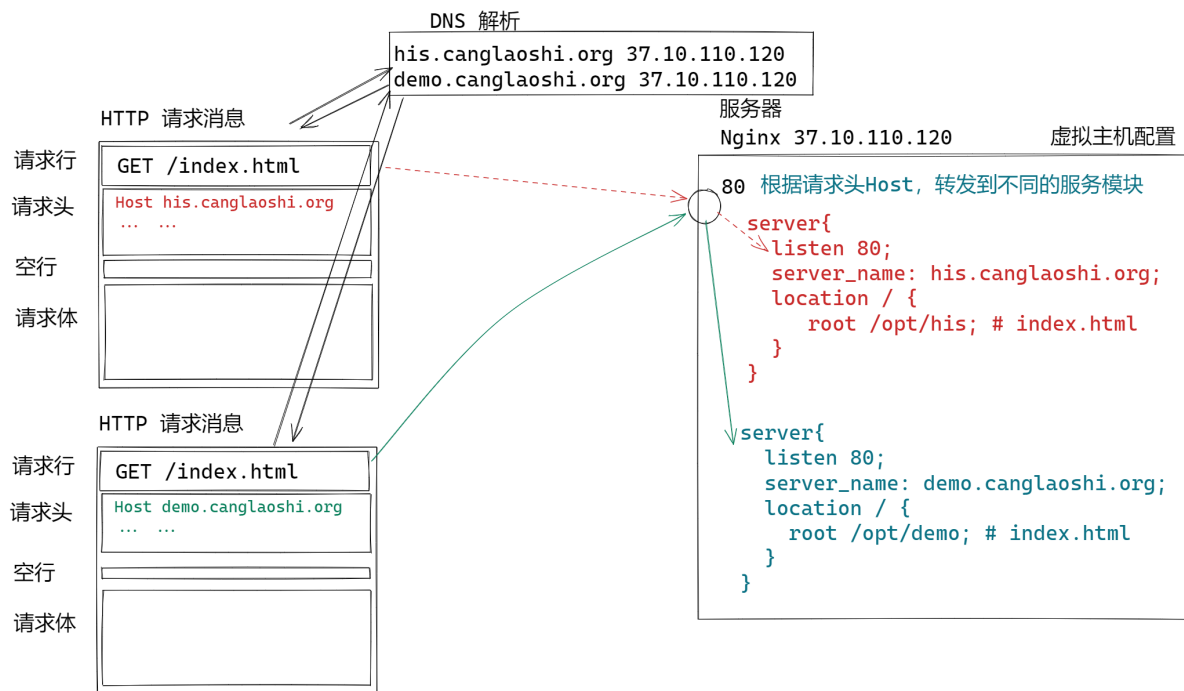 DNS 解析
his.canglaoshi.org 37.10.110.120
demo.canglaoshi.org 37.10.110.120
HTTP 请求消息
请求行
GET /index.html
请求头
Host his.canglaoshi.org
... ...
空行
请求体
HTTP 请求消息
请求行
GET /index.html
请求头
Host demo.canglaoshi.org
... ...
空行
请求体
服务器
Nginx 37.10.110.120
虚拟主机配置
80 根据请求头Host，转发到不同的服务模块
server{
listen 80;
server_name: his.canglaoshi.org;
location / {
root /opt/his; # index.html
}
}
server{
listen 80;
server_name: demo.canglaoshi.org;
location / {
root /opt/demo; # index.html
}
}